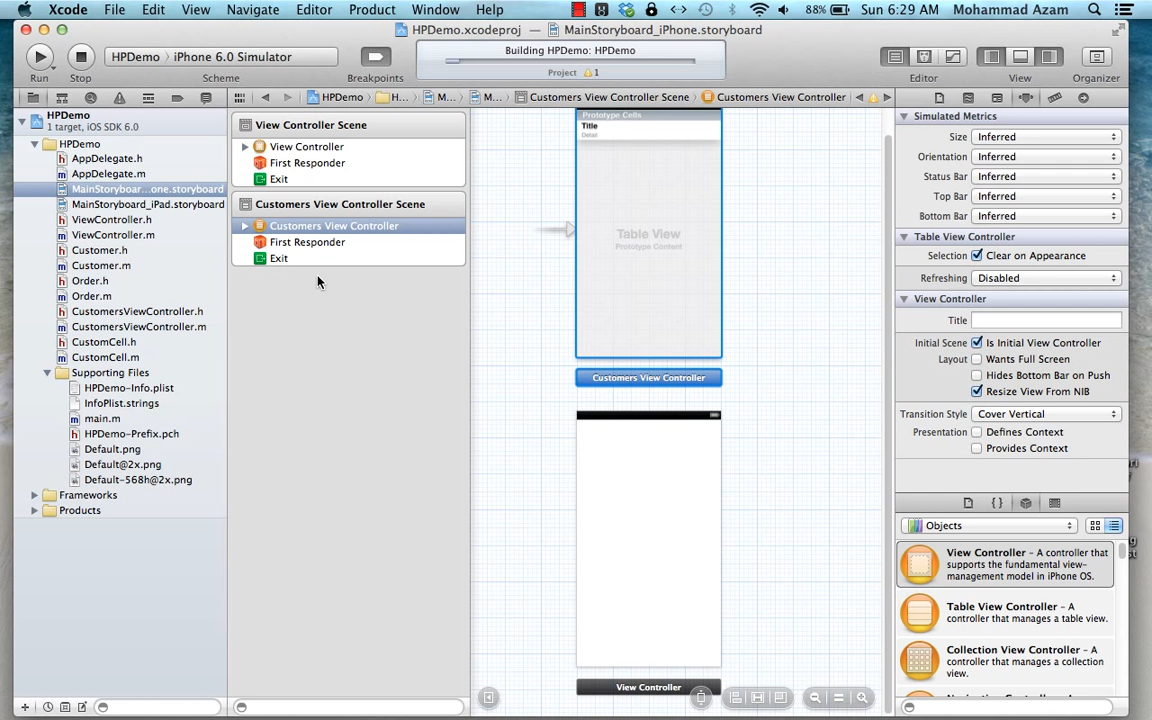 Xcode File Edit View Navigate Editor Product Window Help 88% Sun 6:29 AM Mohammad Azam
HPDemo.xcodeproj — MainStoryboard_iPhone.storyboard
HPDemo iPhone 6.0 Simulator
Building HPDemo: HPDemo
Project 1
Run Stop Scheme Breakpoints Editor View Organizer
HPDemo H... M... M... Customers View Controller Scene Customers View Controller
HPDemo
1 target, iOS SDK 6.0
HPDemo
AppDelegate.h
AppDelegate.m
MainStoryboar...one.storyboard
MainStoryboard_iPad.storyboard
ViewController.h
ViewController.m
Customer.h
Customer.m
Order.h
Order.m
CustomersViewController.h
CustomersViewController.m
CustomCell.h
CustomCell.m
Supporting Files
HPDemo-Info.plist
InfoPlist.strings
main.m
HPDemo-Prefix.pch
Default.png
Default@2x.png
Default-568h@2x.png
Frameworks
Products
View Controller Scene
View Controller
First Responder
Exit
Customers View Controller Scene
Customers View Controller
First Responder
Exit
Prototype Cells
Title
Detail
Table View
Prototype Content
Customers View Controller
View Controller
Simulated Metrics
Size Inferred
Orientation Inferred
Status Bar Inferred
Top Bar Inferred
Bottom Bar Inferred
Table View Controller
Selection Clear on Appearance
Refreshing Disabled
View Controller
Title
Initial Scene Is Initial View Controller
Layout Wants Full Screen
Hides Bottom Bar on Push
Resize View From NIB
Transition Style Cover Vertical
Presentation Defines Context
Provides Context
Objects
View Controller - A controller that
supports the fundamental view-
management model in iPhone OS.
Table View Controller - A
controller that manages a table view.
Collection View Controller - A
controller that manages a collection
view.